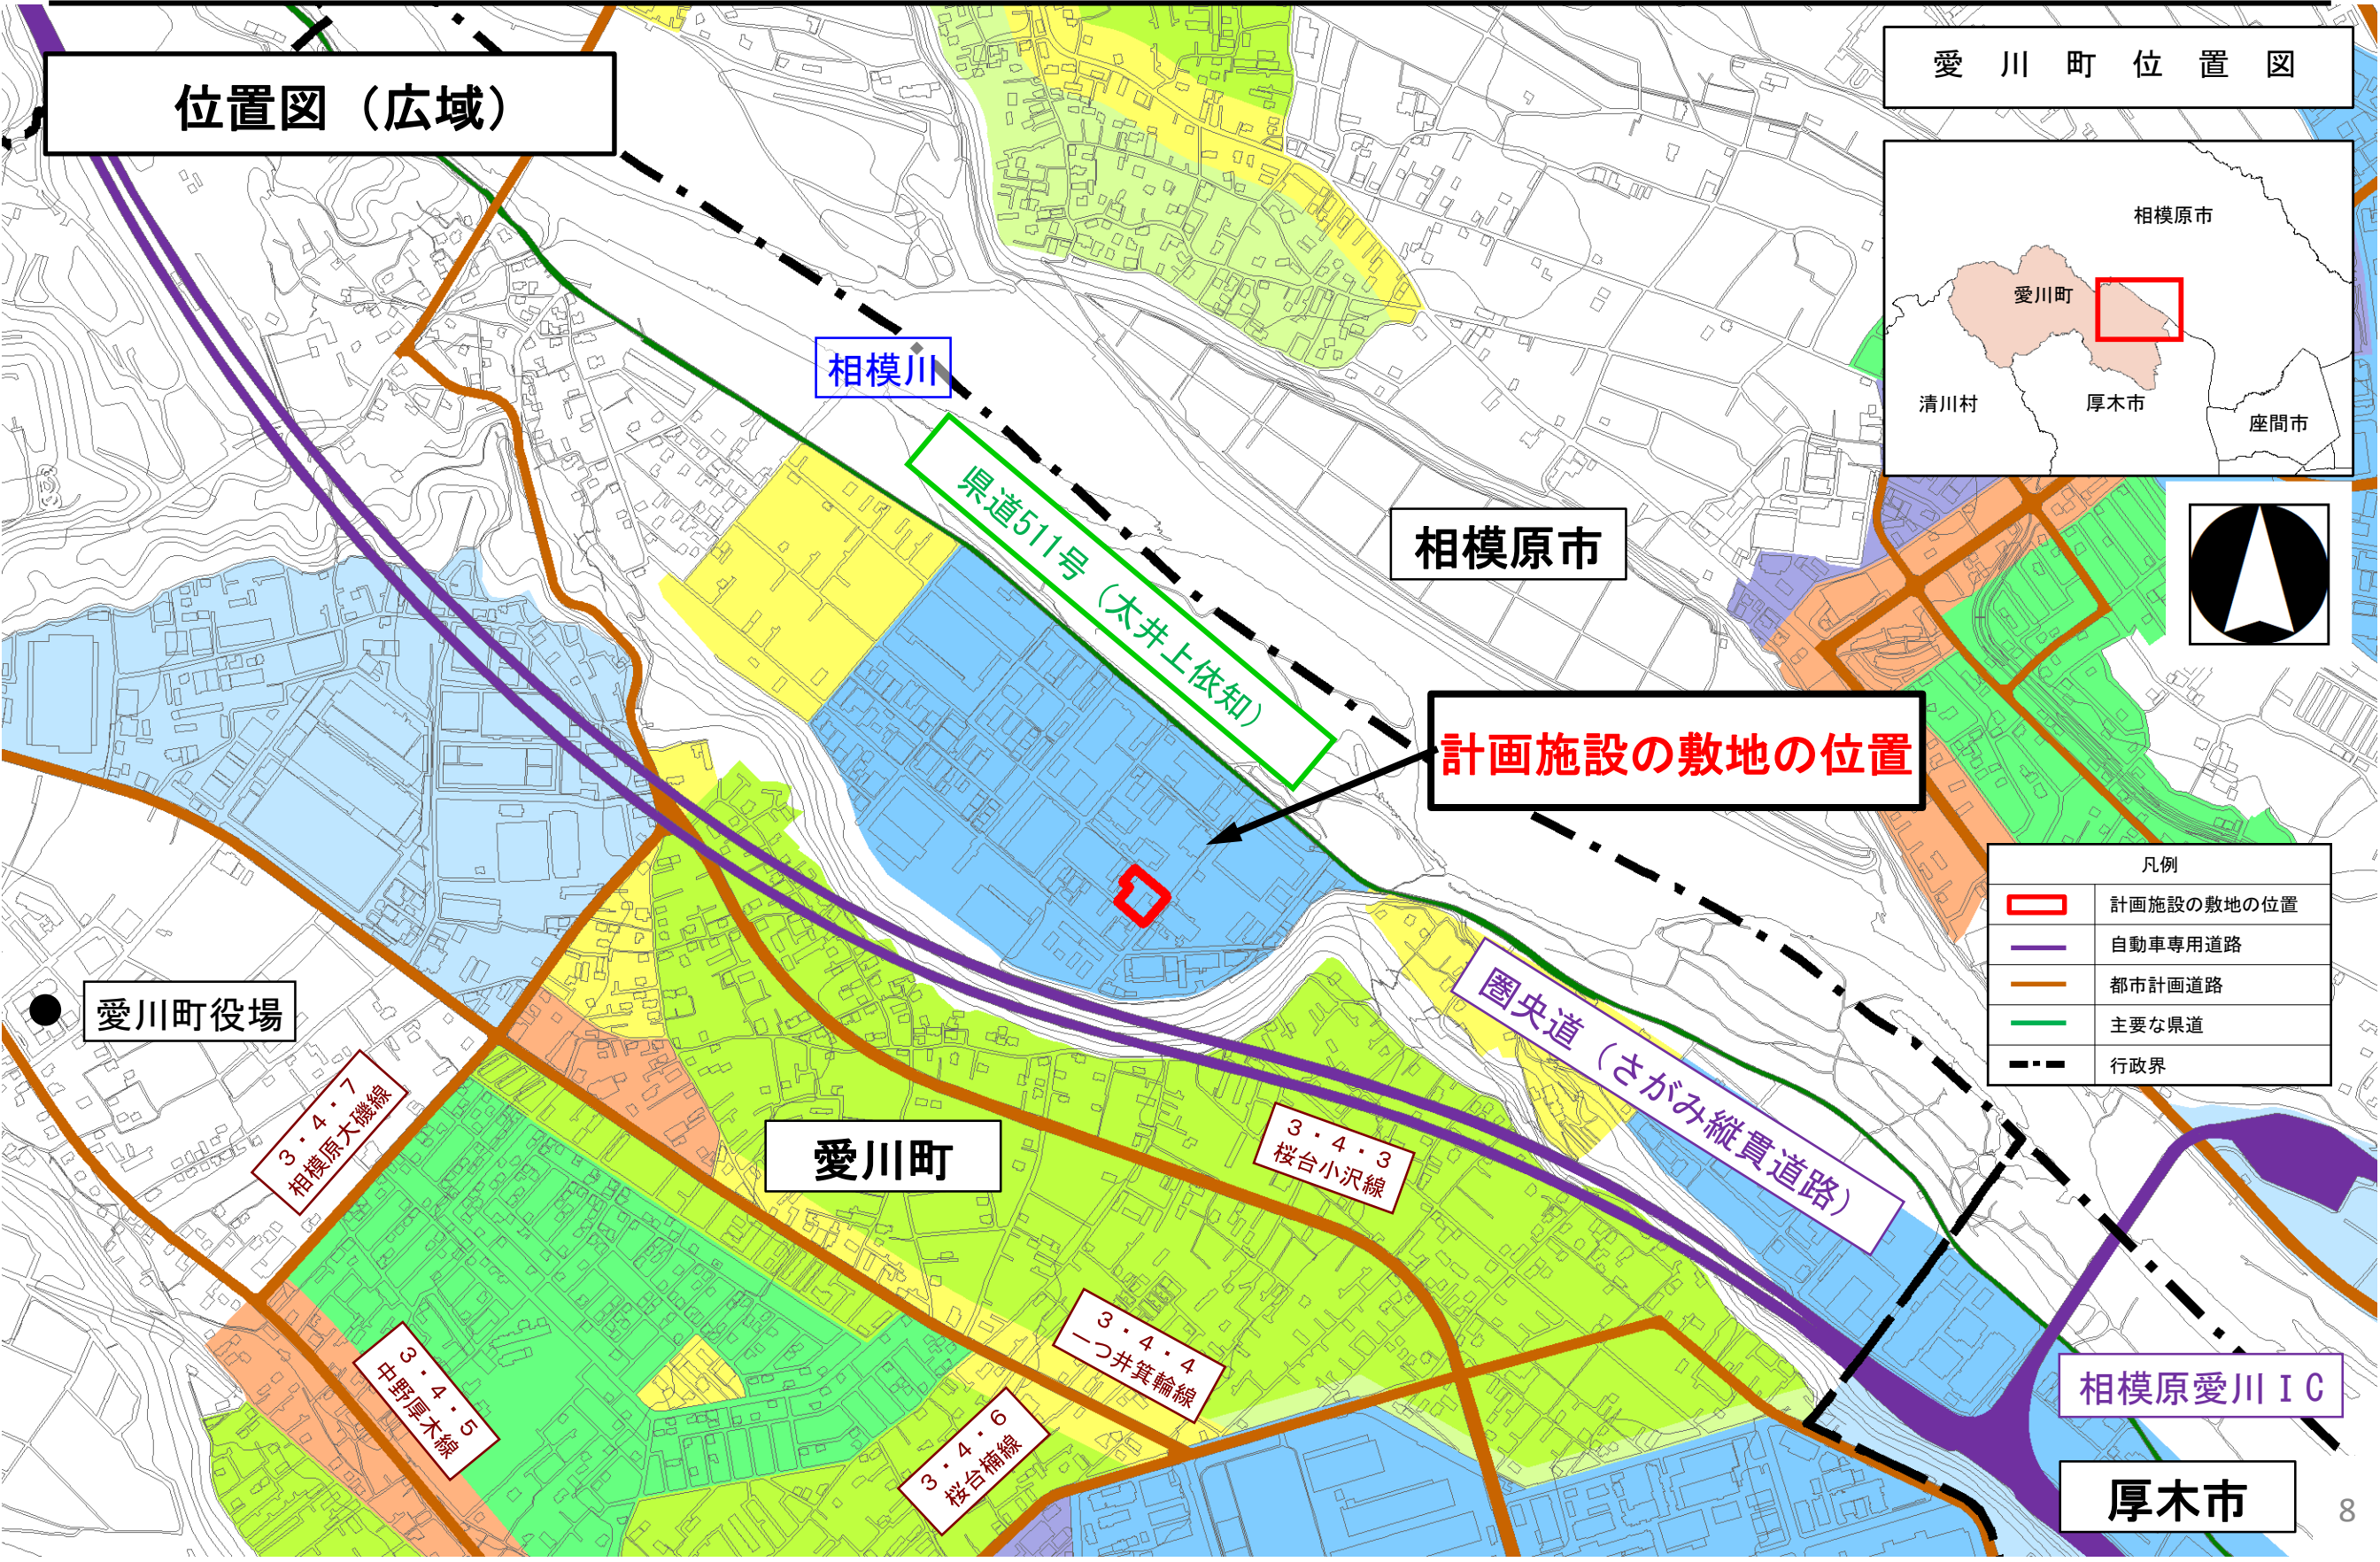 位置図（広域）
愛川町位置図
相模原市
愛川町
清川村
厚木市
座間市
相模川
県道511号（太井上依知）
相模原市
計画施設の敷地の位置
凡例
計画施設の敷地の位置
自動車専用道路
都市計画道路
主要な県道
行政界
愛川町役場
圏央道（さがみ縦貫道路）
3・4・7
相模原大磯線
愛川町
3・4・3
桜台小沢線
3・4・4
一つ井箕輪線
3・4・5
中野厚木線
3・4・6
桜台楠線
相模原愛川IC
厚木市
8